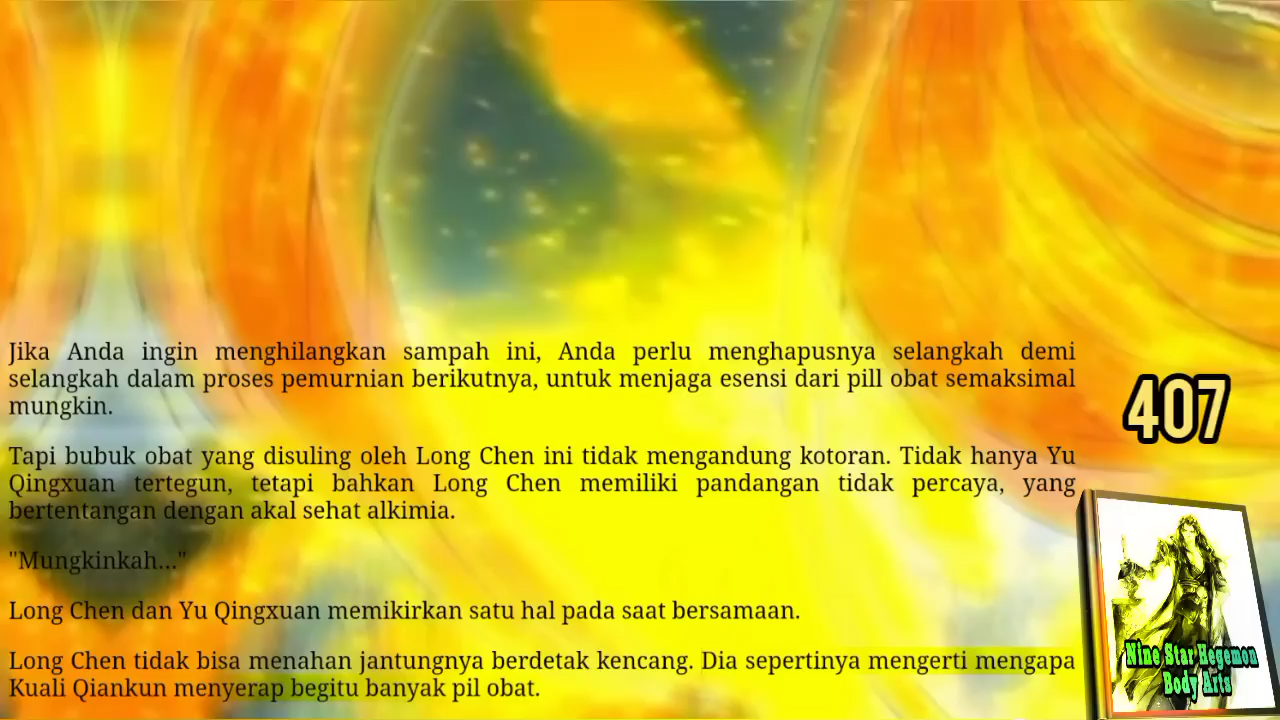 Jika Anda ingin menghilangkan sampah ini, Anda perlu menghapusnya selangkah demi
selangkah dalam proses pemurnian berikutnya, untuk menjaga esensi dari pill obat semaksimal
mungkin.
Tapi bubuk obat yang disuling oleh Long Chen ini tidak mengandung kotoran. Tidak hanya Yu
Qingxuan tertegun, tetapi bahkan Long Chen memiliki pandangan tidak percaya, yang
bertentangan dengan akal sehat alkimia.
"Mungkinkah..."
Long Chen dan Yu Qingxuan memikirkan satu hal pada saat bersamaan.
Long Chen tidak bisa menahan jantungnya berdetak kencang. Dia sepertinya mengerti mengapa
Kuali Qiankun menyerap begitu banyak pil obat.
407
Nine Star Hegemon
Body Arts